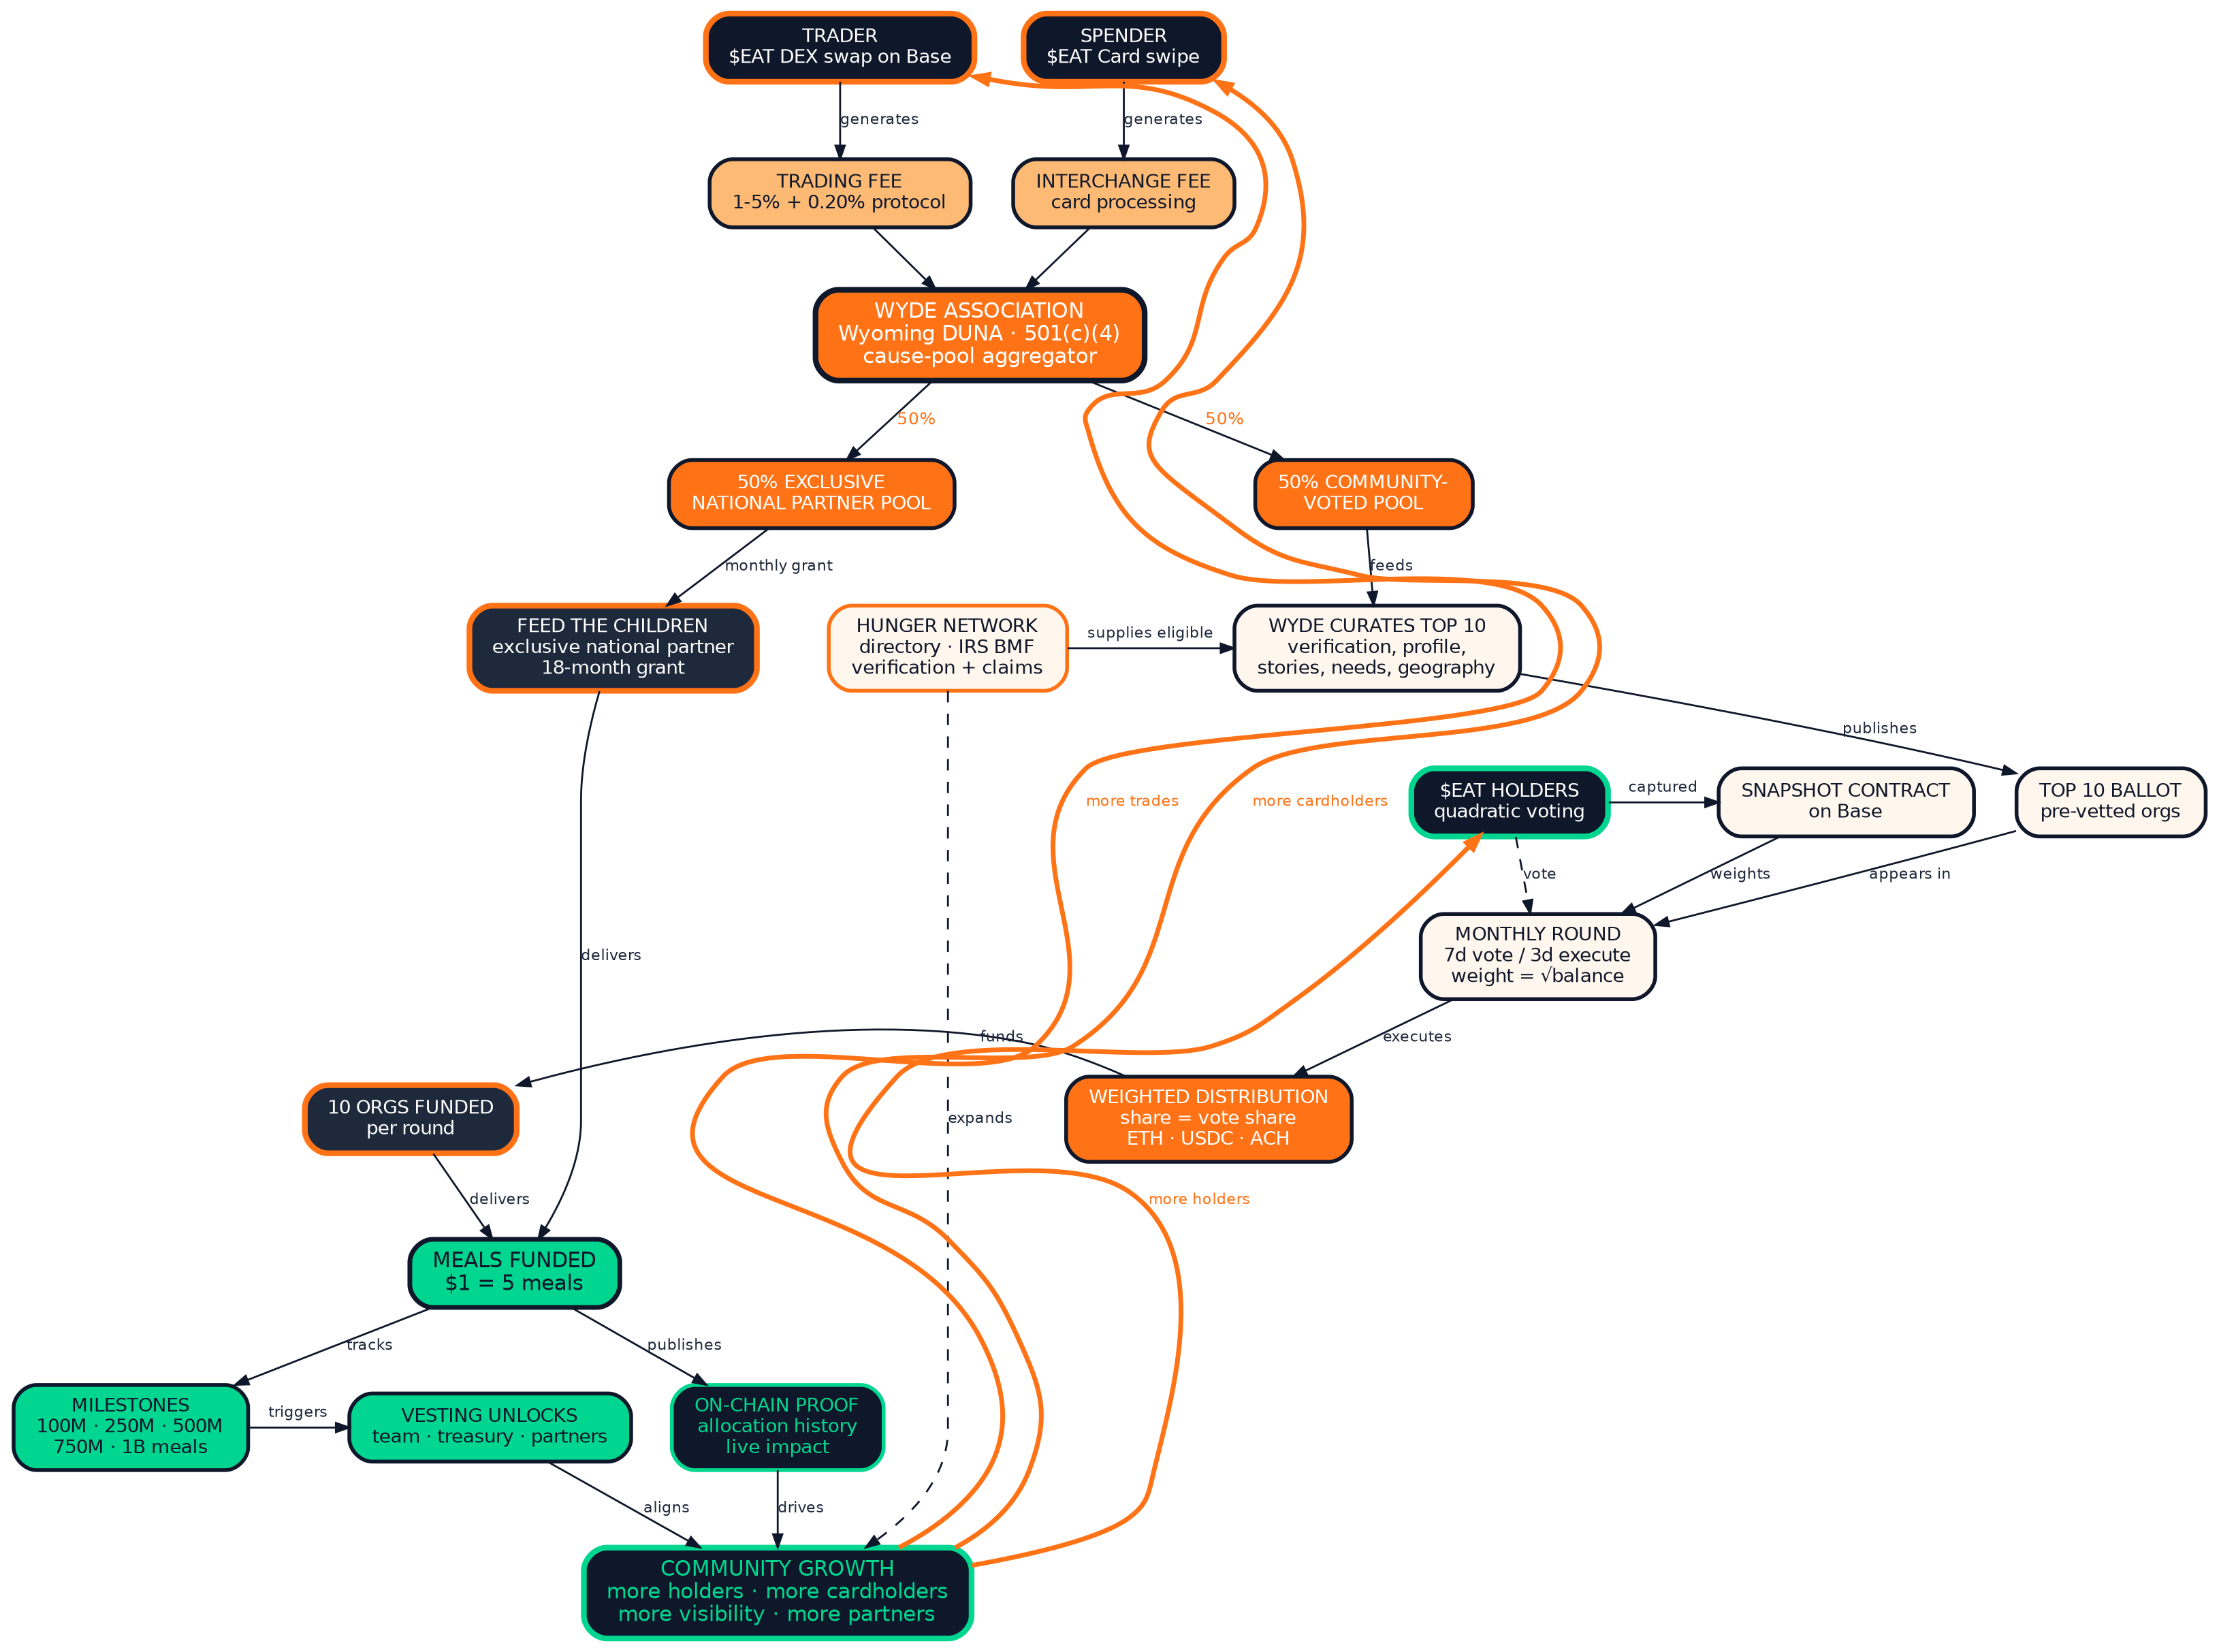 TRADER
$EAT DEX swap on Base
SPENDER
$EAT Card swipe
generates
generates
TRADING FEE
1-5% + 0.20% protocol
INTERCHANGE FEE
card processing
WYDE ASSOCIATION
Wyoming DUNA · 501(c)(4)
cause-pool aggregator
50%
50%
50% EXCLUSIVE
NATIONAL PARTNER POOL
50% COMMUNITY-
VOTED POOL
monthly grant
feeds
FEED THE CHILDREN
exclusive national partner
18-month grant
HUNGER NETWORK
directory · IRS BMF
verification + claims
supplies eligible
WYDE CURATES TOP 10
verification, profile,
stories, needs, geography
publishes
more trades
more cardholders
$EAT HOLDERS
quadratic voting
captured
SNAPSHOT CONTRACT
on Base
TOP 10 BALLOT
pre-vetted orgs
vote
weights
appears in
delivers
MONTHLY ROUND
7d vote / 3d execute
weight = √balance
funds
executes
10 ORGS FUNDED
per round
expands
WEIGHTED DISTRIBUTION
share = vote share
ETH · USDC · ACH
delivers
more holders
MEALS FUNDED
$1 = 5 meals
tracks
publishes
MILESTONES
100M · 250M · 500M
750M · 1B meals
triggers
VESTING UNLOCKS
team · treasury · partners
ON-CHAIN PROOF
allocation history
live impact
aligns
drives
COMMUNITY GROWTH
more holders · more cardholders
more visibility · more partners